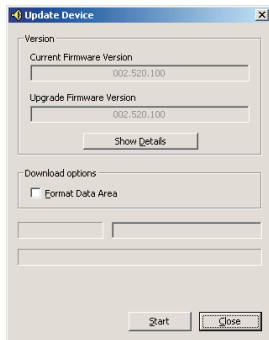 Update Device
Version
Current Firmware Version
002.520.100
Upgrade Firmware Version
002.520.100
Show Details
Download options
Format Data Area
Start
Close